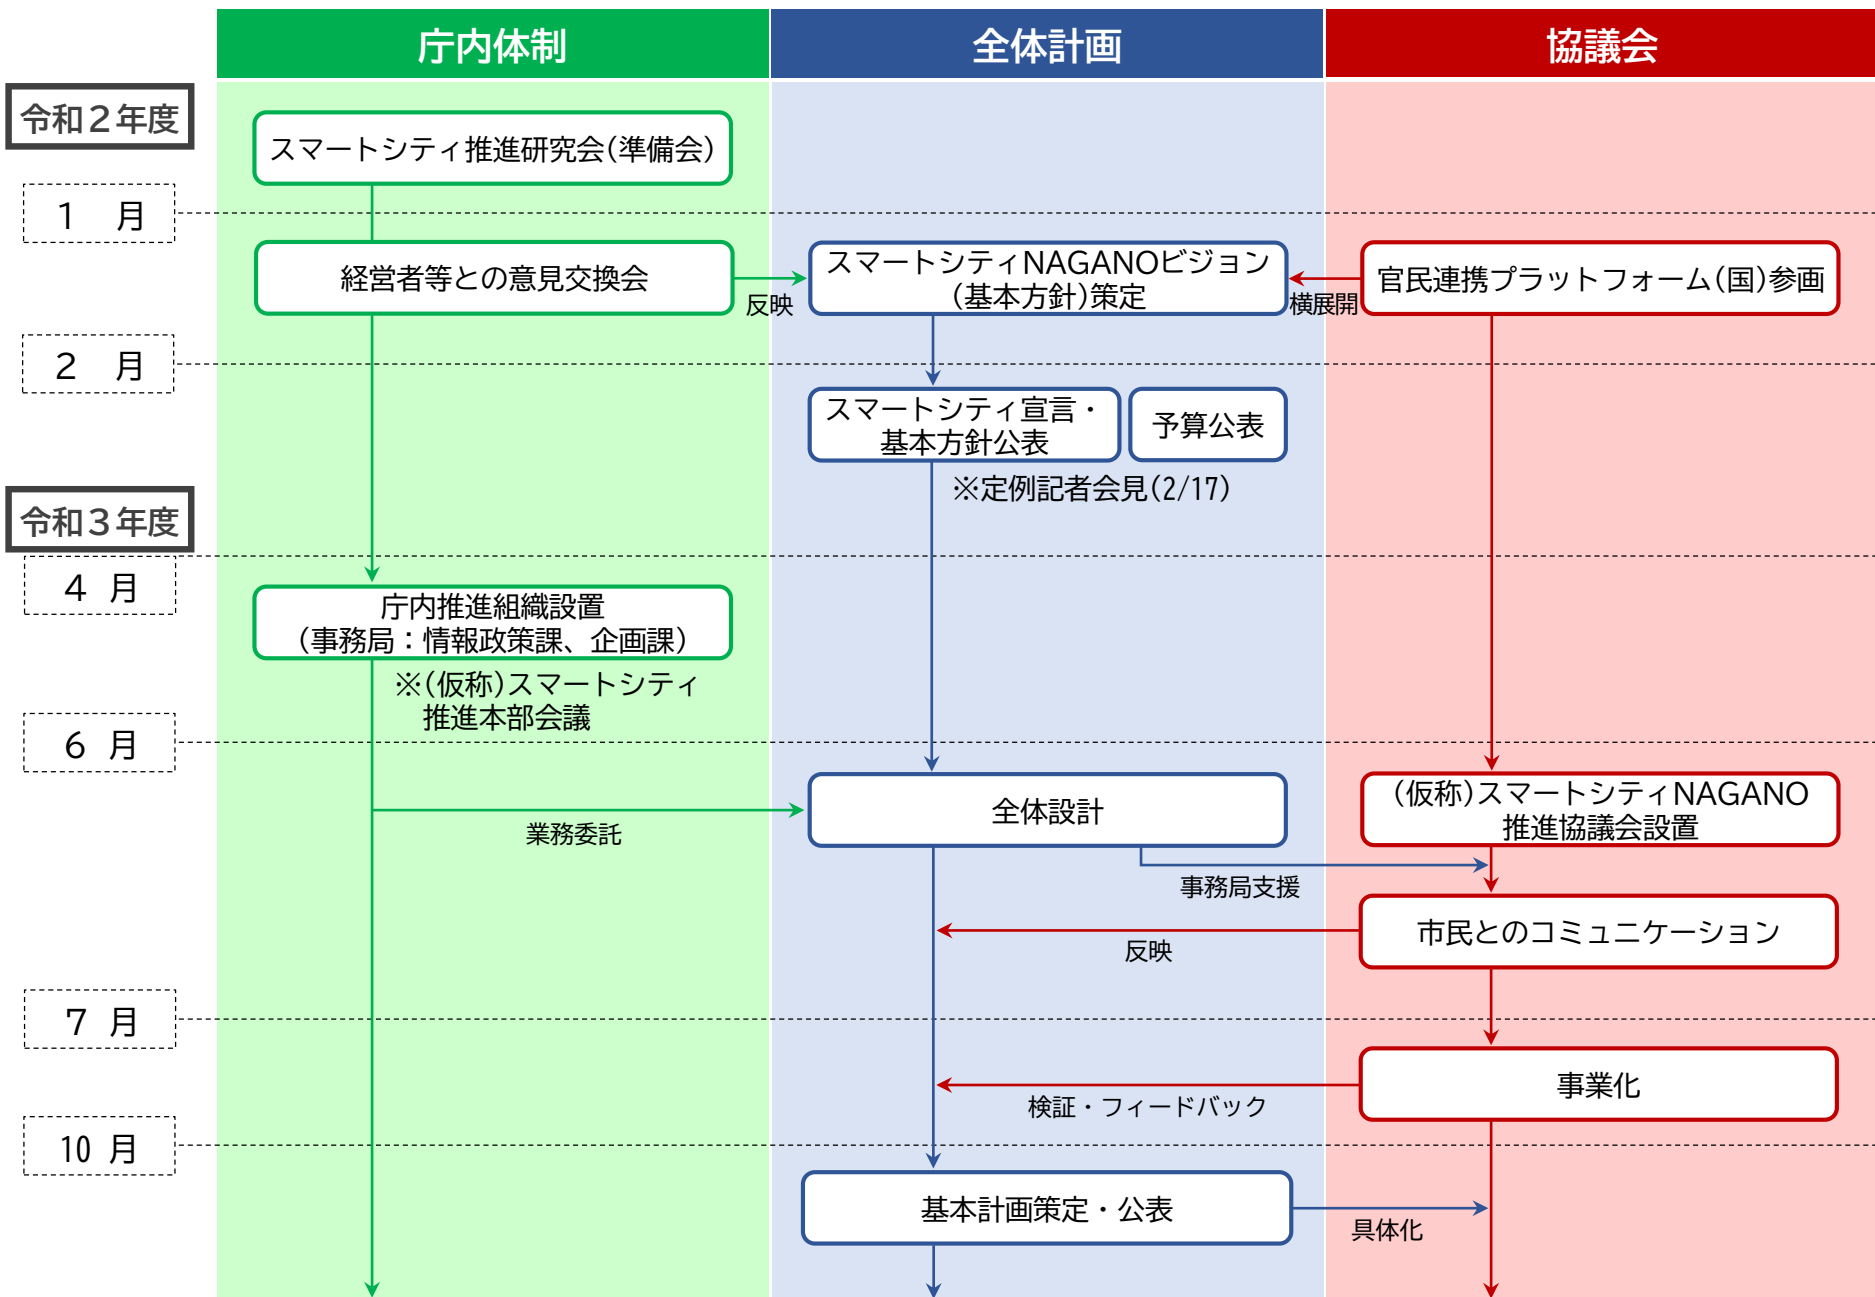 庁内体制
全体計画
協議会
令和２年度
スマートシティ推進研究会(準備会)
１ 月
経営者等との意見交換会
反映
スマートシティNAGANOビジョン
(基本方針)策定
横展開
官民連携プラットフォーム(国)参画
２ 月
スマートシティ宣言・
基本方針公表
予算公表
※定例記者会見(2/17)
令和３年度
４ 月
庁内推進組織設置
(事務局：情報政策課、企画課)
※(仮称)スマートシティ
推進本部会議
６ 月
業務委託
全体設計
(仮称)スマートシティNAGANO
推進協議会設置
事務局支援
市民とのコミュニケーション
反映
７ 月
事業化
検証・フィードバック
10 月
基本計画策定・公表
具体化